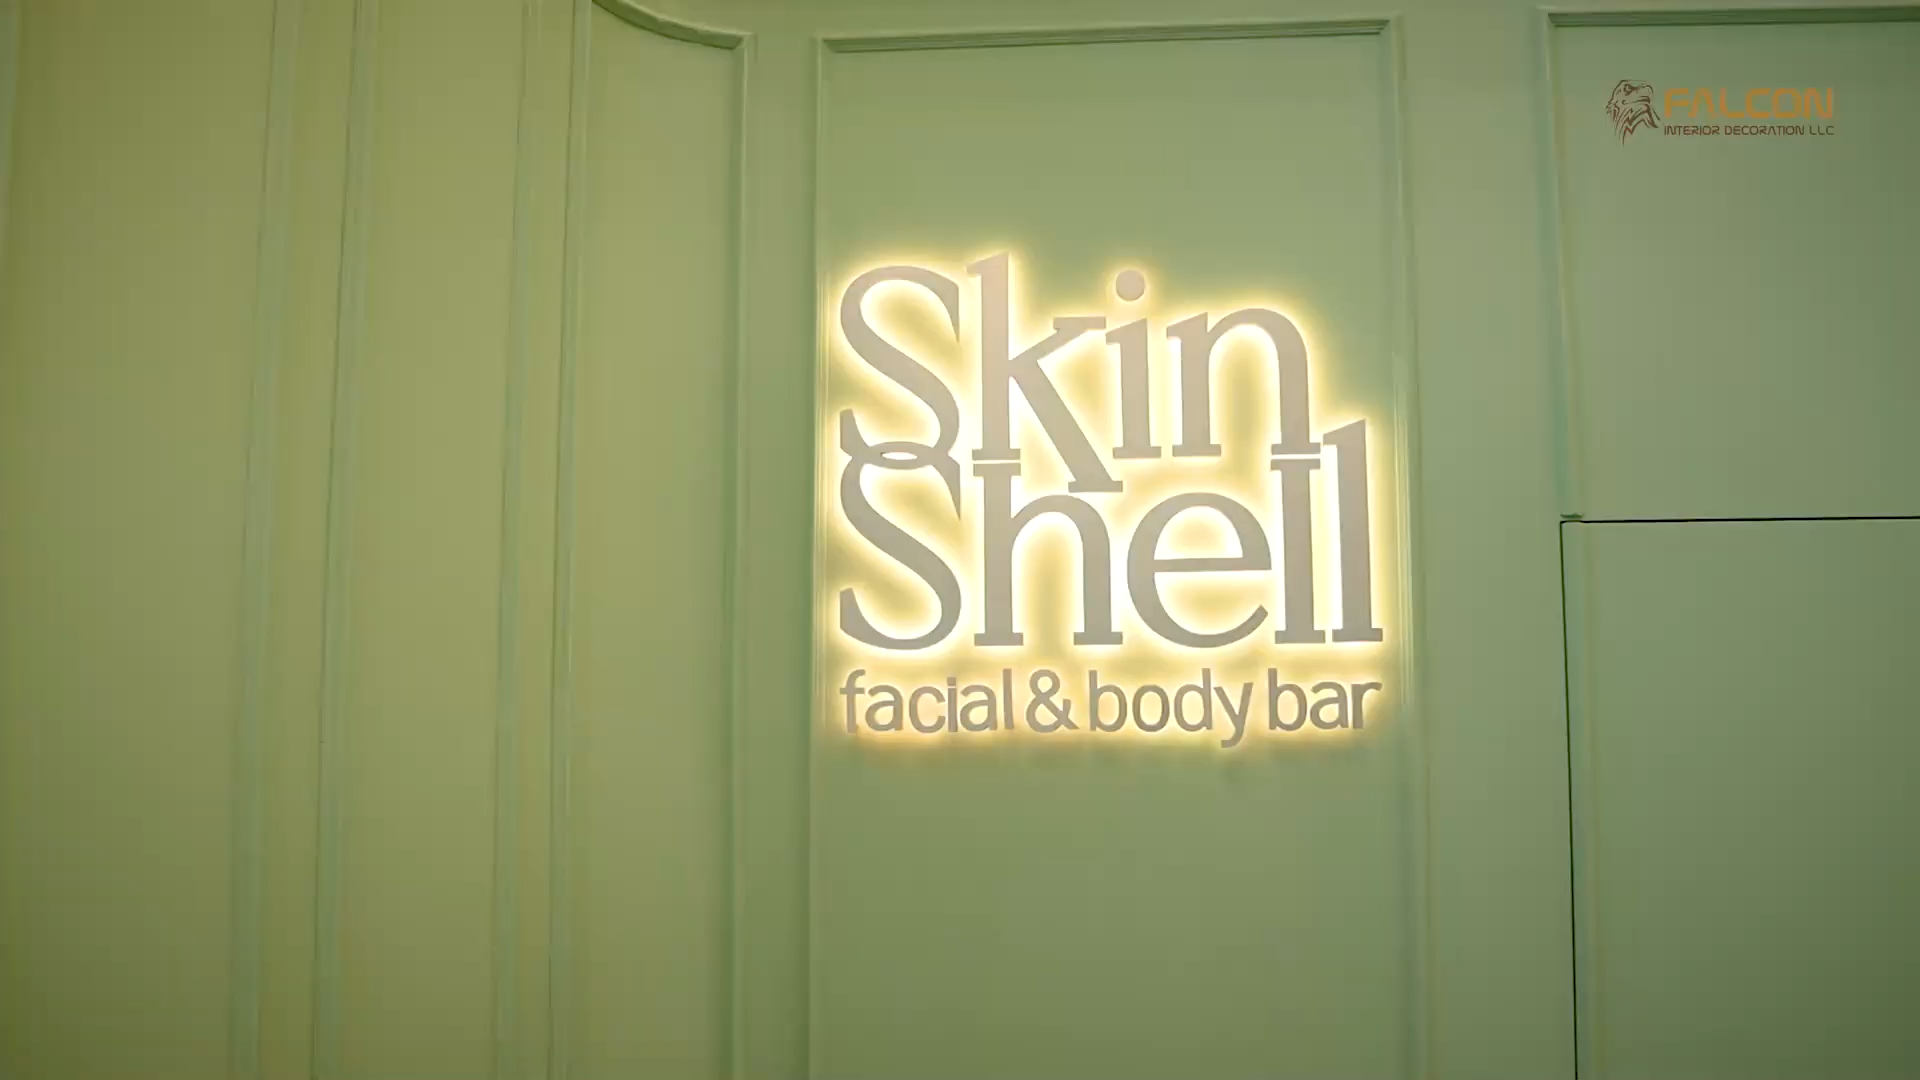 FALCON
INTERIOR DECORATION LLC
Skin
Shell
facial & body bar